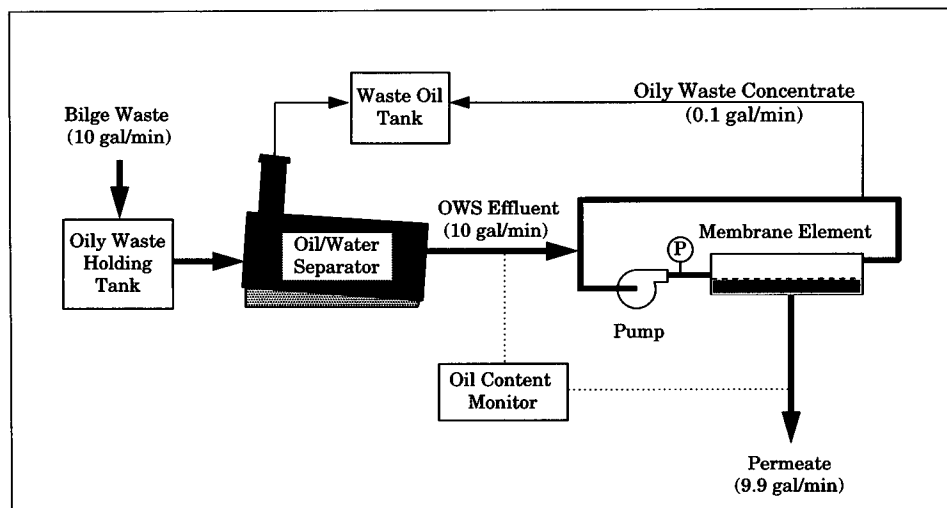 Bilge Waste
(10 gal/min)
Oily Waste
Holding
Tank
Waste Oil
Tank
Oil/Water
Separator
Oily Waste Concentrate
(0.1 gal/min)
OWS Effluent
(10 gal/min)
P
Membrane Element
Pump
Oil Content
Monitor
Permeate
(9.9 gal/min)